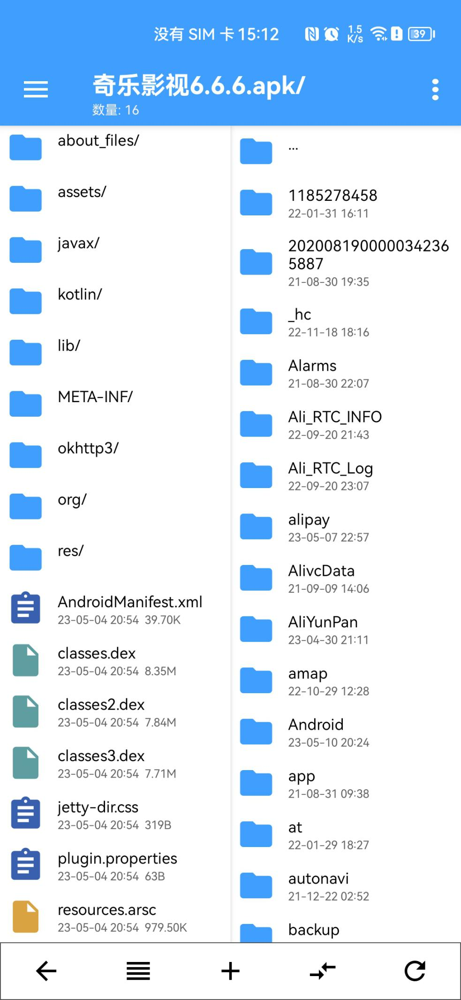 没有 SIM 卡 15:12
1.5
K/s
39
奇乐影视6.6.6.apk/
数量: 16
about_files/
assets/
javax/
kotlin/
lib/
META-INF/
okhttp3/
org/
res/
AndroidManifest.xml
23-05-04 20:54 39.70K
classes.dex
23-05-04 20:54 8.35M
classes2.dex
23-05-04 20:54 7.84M
classes3.dex
23-05-04 20:54 7.71M
jetty-dir.css
23-05-04 20:54 319B
plugin.properties
23-05-04 20:54 63B
resources.arsc
23-05-04 20:54 979.50K
...
1185278458
22-01-31 16:11
202008190000034236
5887
21-08-30 19:35
_hc
22-11-18 18:16
Alarms
21-08-30 22:07
Ali_RTC_INFO
22-09-20 21:43
Ali_RTC_Log
22-09-20 23:07
alipay
23-05-07 22:57
AlivcData
21-09-09 14:06
AliYunPan
23-04-30 21:11
amap
22-10-29 12:28
Android
23-05-10 20:24
app
21-08-31 09:38
at
22-01-29 18:27
autonavi
21-12-22 02:52
backup